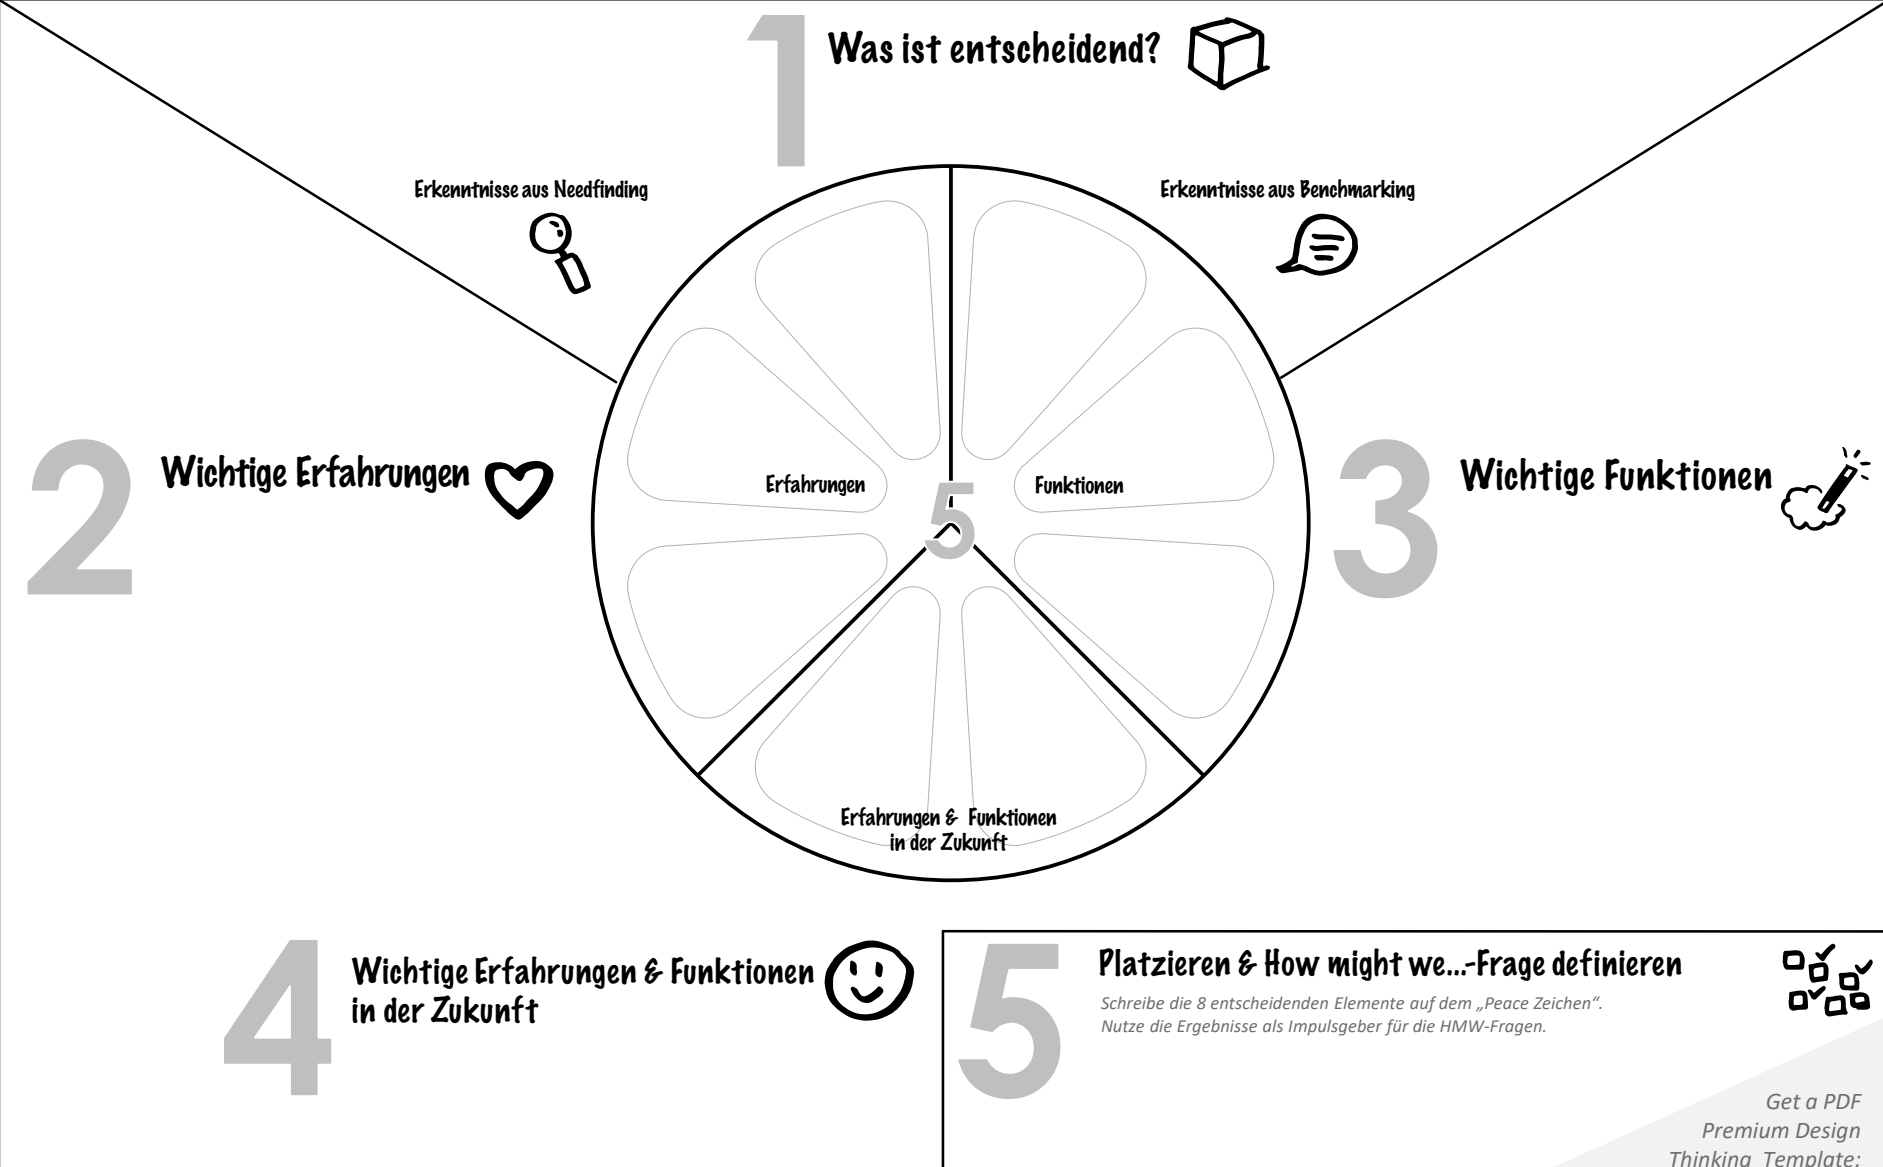 1
Was ist entscheidend?
Erkenntnisse aus Needfinding
Erkenntnisse aus Benchmarking
2
Wichtige Erfahrungen
3
Wichtige Funktionen
Erfahrungen
Funktionen
5
Erfahrungen & Funktionen
in der Zukunft
4
Wichtige Erfahrungen & Funktionen
in der Zukunft
5
Platzieren & How might we...-Frage definieren
Schreibe die 8 entscheidenden Elemente auf dem „Peace Zeichen“.
Nutze die Ergebnisse als Impulsgeber für die HMW-Fragen.
Get a PDF
Premium Design
Thinking Template: